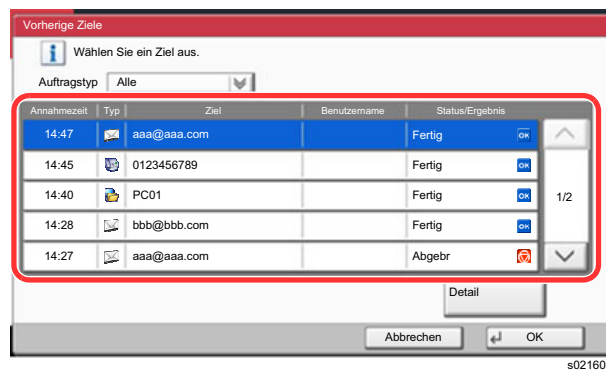 Vorherige Ziele
Wählen Sie ein Ziel aus.
Auftragstyp Alle
Annahmezeit Typ Ziel Benutzername Status/Ergebnis
14:47 aaa@aaa.com Fertig OK
14:45 0123456789 Fertig OK
14:40 PC01 Fertig OK 1/2
14:28 bbb@bbb.com Fertig OK
14:27 aaa@aaa.com Abgebr
Detail
Abbrechen OK
s02160